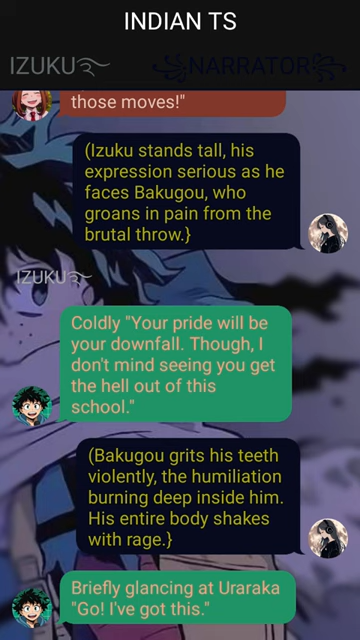 INDIAN TS
IZUKU࿐
꧁NARRATOR꧂
those moves!"
(Izuku stands tall, his
expression serious as he
faces Bakugou, who
groans in pain from the
brutal throw.}
IZUKU࿐
Coldly "Your pride will be
your downfall. Though, I
don't mind seeing you get
the hell out of this
school."
(Bakugou grits his teeth
violently, the humiliation
burning deep inside him.
His entire body shakes
with rage.}
Briefly glancing at Uraraka
"Go! I've got this."